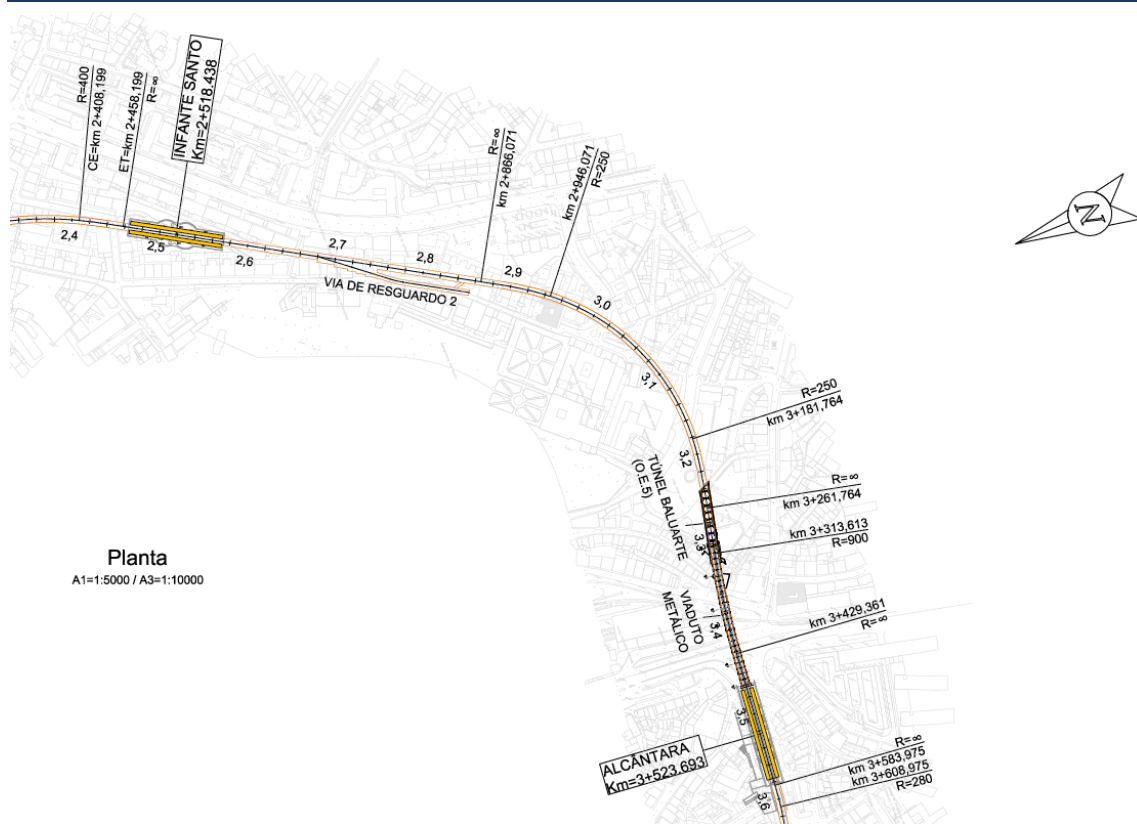 R=400
CE=km 2+408,199
ET=km 2+458,199
R=∞
INFANTE SANTO
Km=2+518.438
R=∞
km 2+866,071
km 2+946,071
R=250
2,4
2,5
2,6
2,7
2,8
2,9
3,0
VIA DE RESGUARDO 2
N
3,1
R=250
km 3+181,764
3,2
TÚNEL BALUARTE
(O.E.5)
R=∞
km 3+261,764
3,3
km 3+313,613
R=900
Planta
A1=1:5000 / A3=1:10000
VIADUTO
METÁLICO
3,4
km 3+429,361
R=∞
3,5
ALCÂNTARA
Km=3+523.693
R=∞
km 3+583,975
km 3+608,975
R=280
3,6